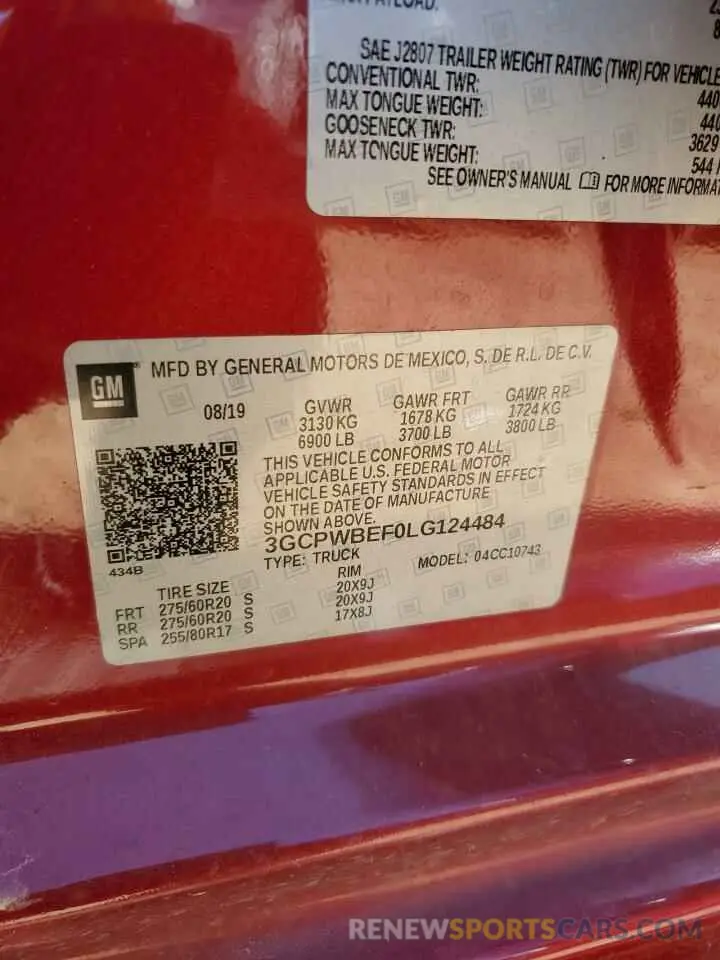 PAYLOAD:
SAE J2807 TRAILER WEIGHT RATING (TWR) FOR VEHICLE
CONVENTIONAL TWR: 440
MAX TONGUE WEIGHT: 440
GOOSENECK TWR: 3629
MAX TONGUE WEIGHT: 544
SEE OWNER'S MANUAL FOR MORE INFORMAT
GM MFD BY GENERAL MOTORS DE MEXICO, S. DE R.L. DE C.V.
08/19 GVWR GAWR FRT GAWR RR
3130 KG 1678 KG 1724 KG
6900 LB 3700 LB 3800 LB
THIS VEHICLE CONFORMS TO ALL
APPLICABLE U.S. FEDERAL MOTOR
VEHICLE SAFETY STANDARDS IN EFFECT
ON THE DATE OF MANUFACTURE
SHOWN ABOVE.
3GCPWBEF0LG124484
434B TYPE: TRUCK MODEL: 04CC10743
TIRE SIZE RIM
FRT 275/60R20 S 20X9J
RR 275/60R20 S 20X9J
SPA 255/80R17 S 17X8J
RENEWSPORTSCARS.COM